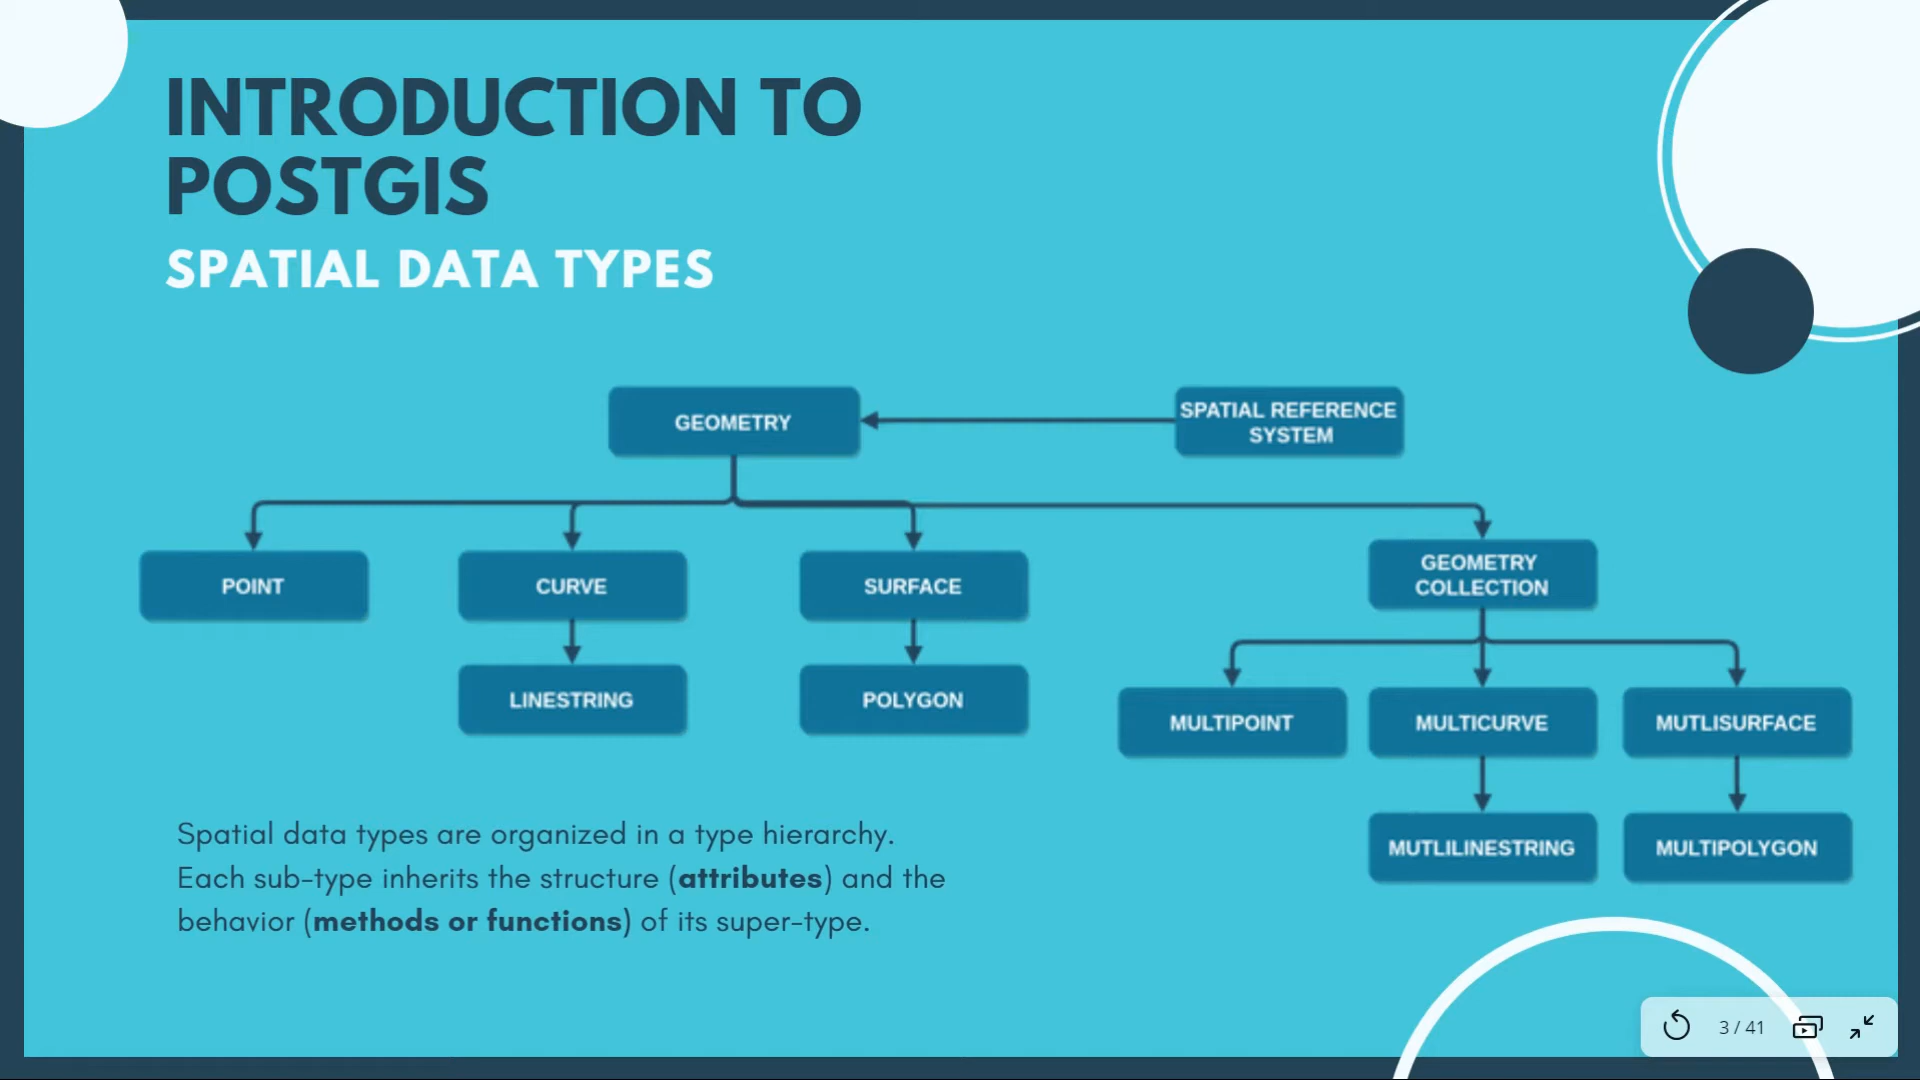 INTRODUCTION TO
POSTGIS
SPATIAL DATA TYPES
GEOMETRY
SPATIAL REFERENCE
SYSTEM
POINT
CURVE
SURFACE
GEOMETRY
COLLECTION
LINESTRING
POLYGON
MULTIPOINT
MULTICURVE
MUTLISURFACE
MUTLILINESTRING
MULTIPOLYGON
Spatial data types are organized in a type hierarchy.
Each sub-type inherits the structure (attributes) and the
behavior (methods or functions) of its super-type.
3 / 41